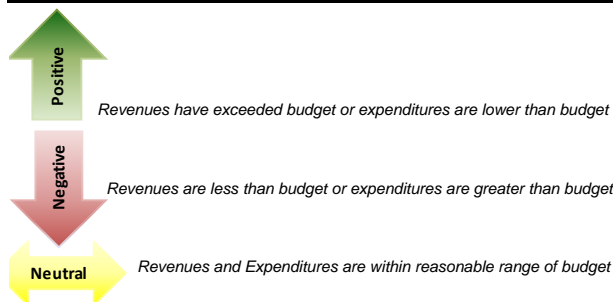 Positive
Revenues have exceeded budget or expenditures are lower than budget
Negative
Revenues are less than budget or expenditures are greater than budget
Neutral
Revenues and Expenditures are within reasonable range of budget